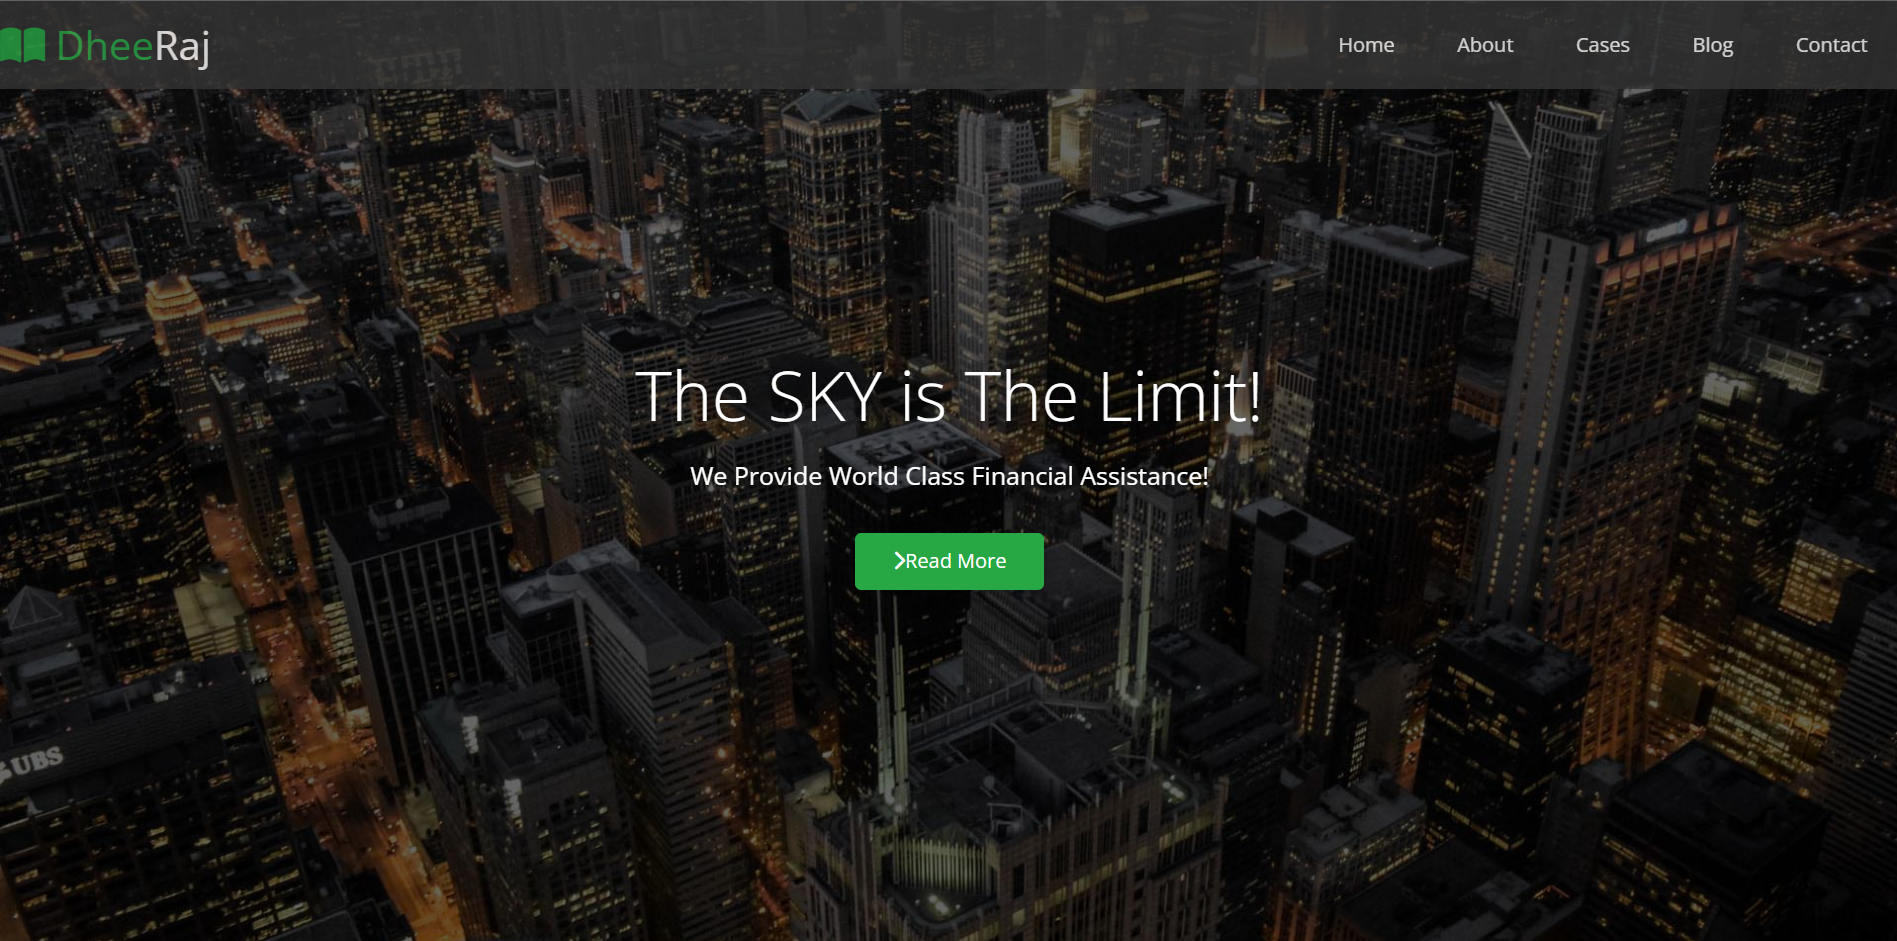 DheeRaj
Home About Cases Blog Contact
The SKY is The Limit!
We Provide World Class Financial Assistance!
Read More
UBS